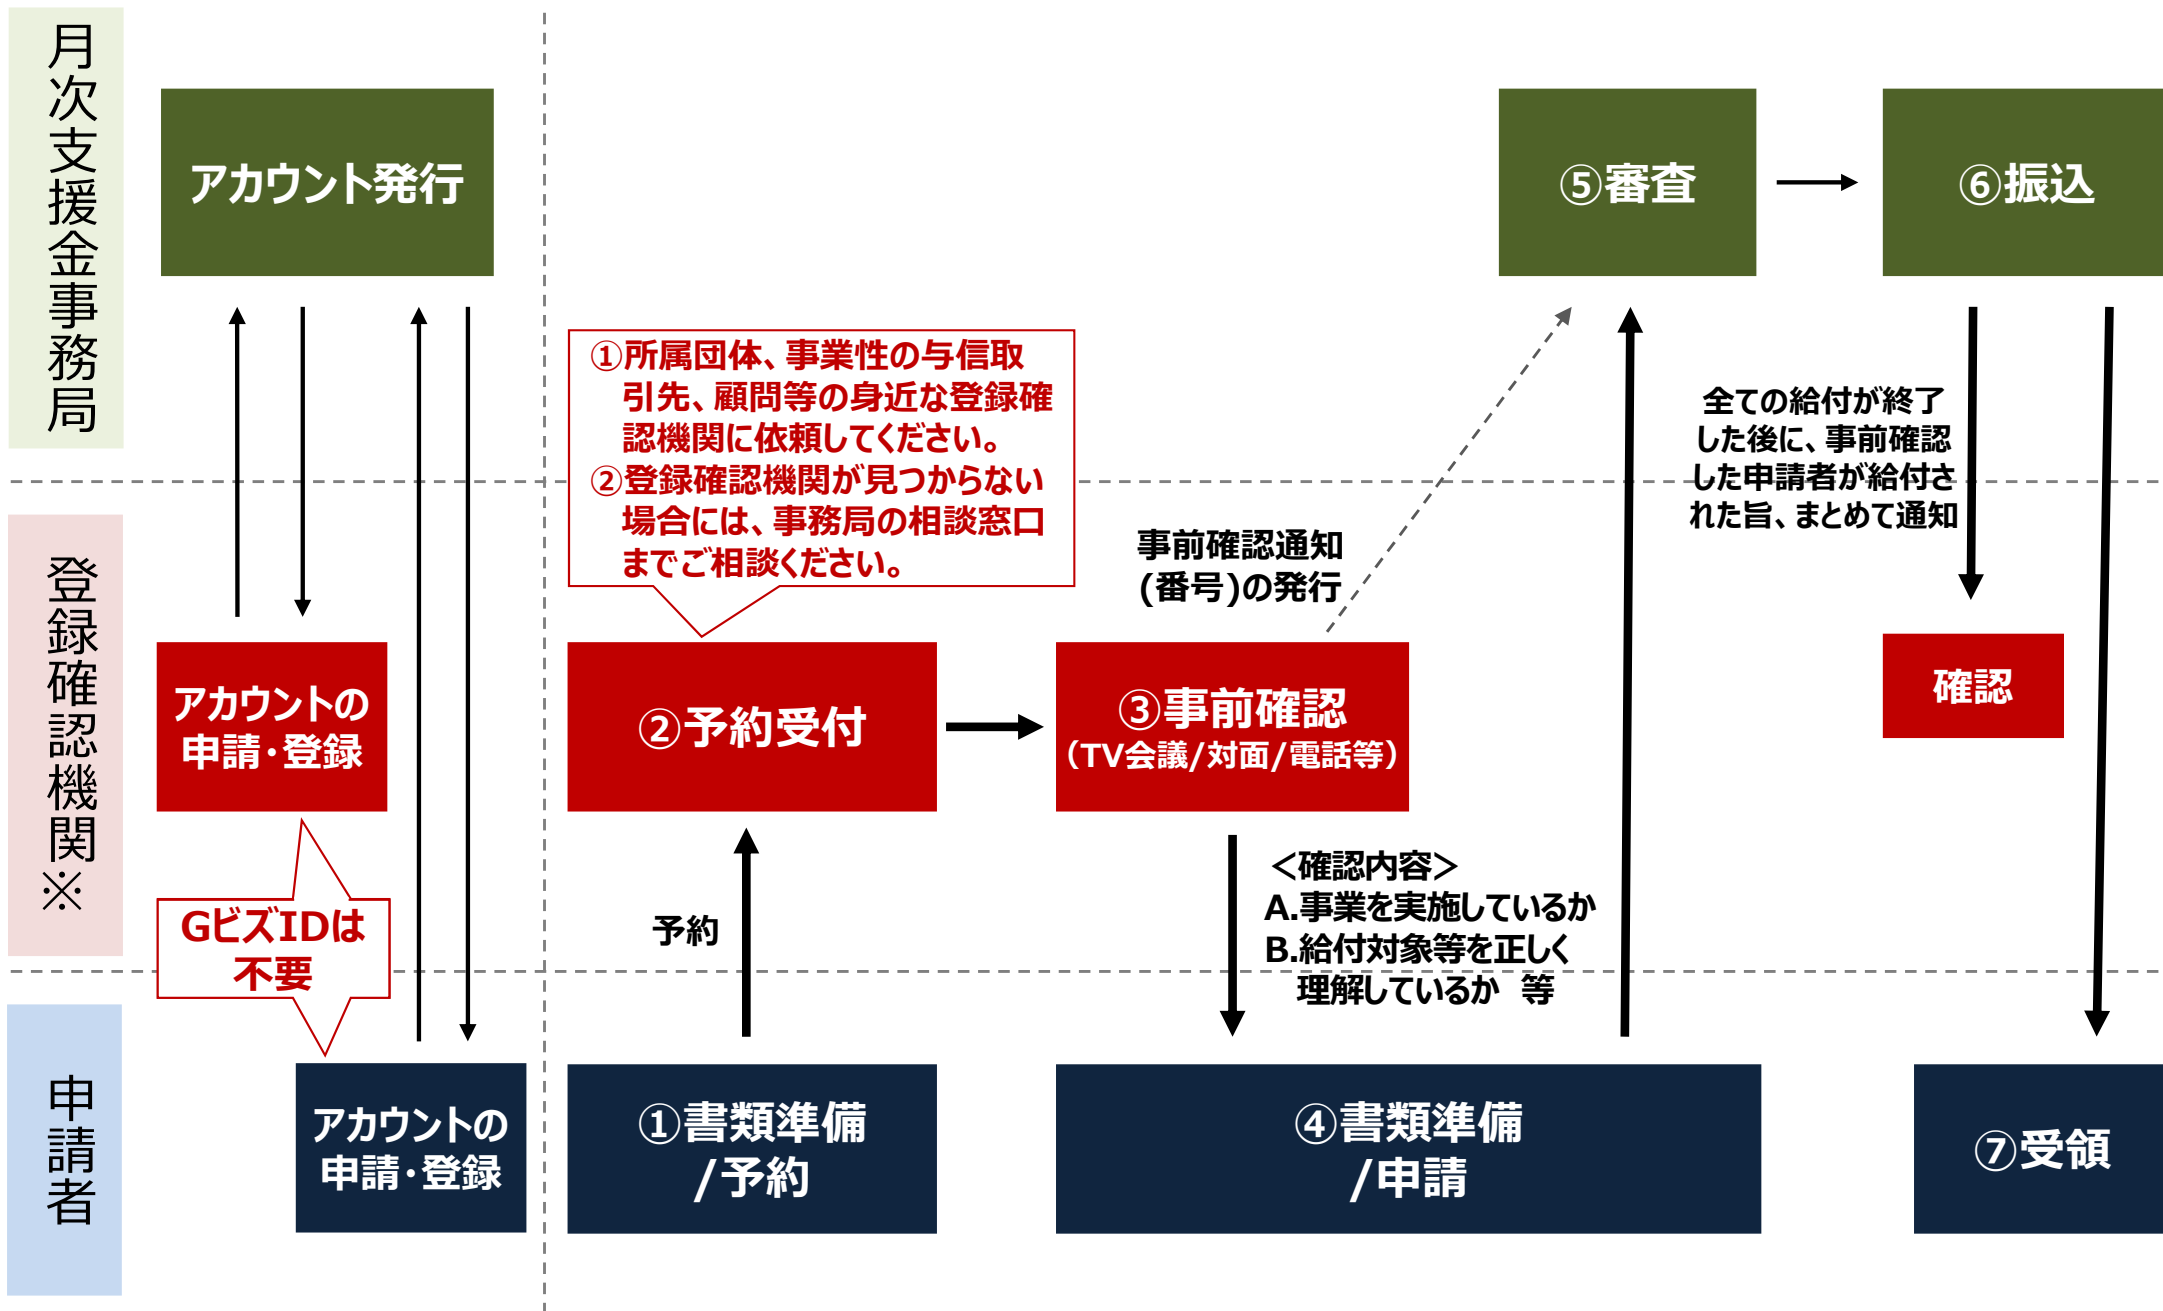 月次支援金事務局
アカウント発行
⑤審査
⑥振込
①所属団体、事業性の与信取
引先、顧問等の身近な登録確
認機関に依頼してください。
②登録確認機関が見つからない
場合には、事務局の相談窓口
までご相談ください。
全ての給付が終了
した後に、事前確認
した申請者が給付さ
れた旨、まとめて通知
事前確認通知
(番号)の発行
登録確認機関※
アカウントの
申請・登録
②予約受付
③事前確認
（TV会議/対面/電話等）
確認
GビズIDは
不要
予約
＜確認内容＞
A.事業を実施しているか
B.給付対象等を正しく
理解しているか 等
申請者
アカウントの
申請・登録
①書類準備
/予約
④書類準備
/申請
⑦受領